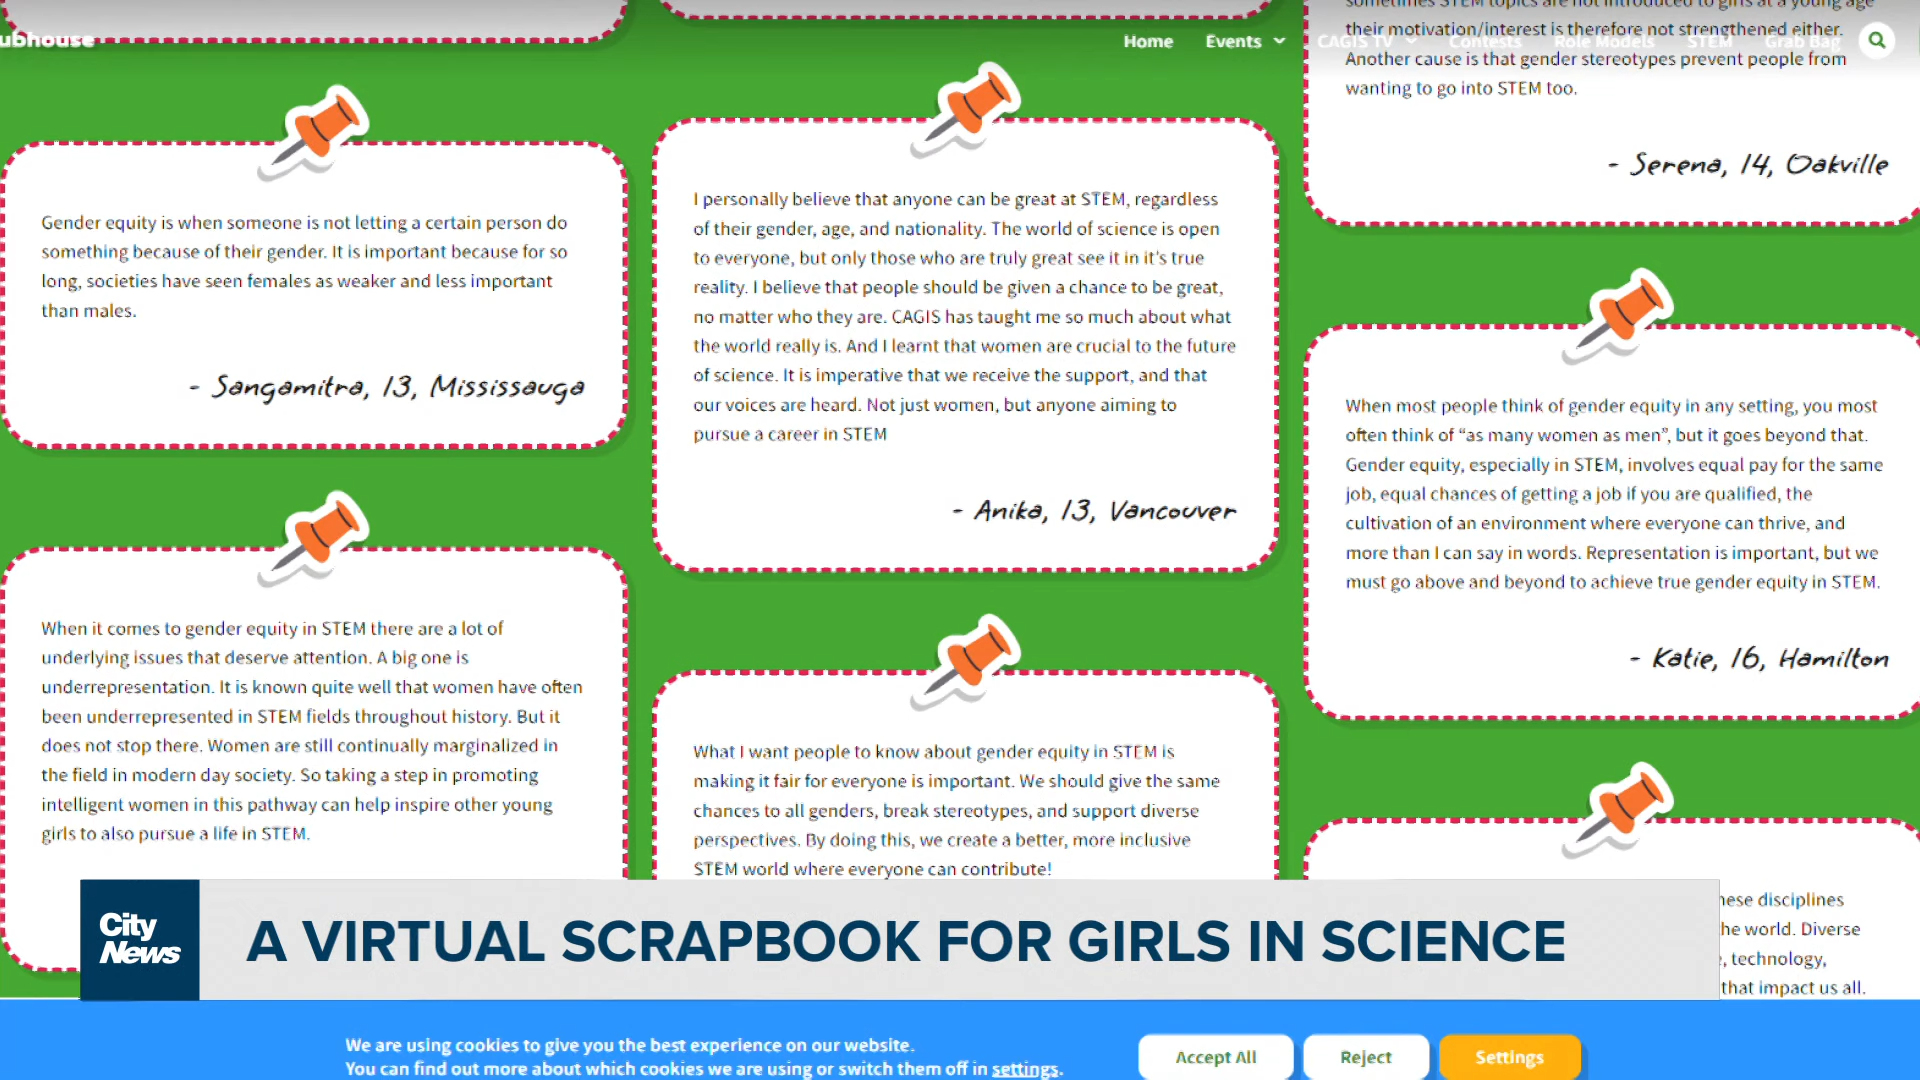 ubhouse
Home
Events
CAGIS TV
Contests
Role Models
STEM
Grab Bag
Gender equity is when someone is not letting a certain person do
something because of their gender. It is important because for so
long, societies have seen females as weaker and less important
than males.
- Sangamitra, 13, Mississauga
When it comes to gender equity in STEM there are a lot of
underlying issues that deserve attention. A big one is
underrepresentation. It is known quite well that women have often
been underrepresented in STEM fields throughout history. But it
does not stop there. Women are still continually marginalized in
the field in modern day society. So taking a step in promoting
intelligent women in this pathway can help inspire other young
girls to also pursue a life in STEM.
I personally believe that anyone can be great at STEM, regardless
of their gender, age, and nationality. The world of science is open
to everyone, but only those who are truly great see it in it's true
reality. I believe that people should be given a chance to be great,
no matter who they are. CAGIS has taught me so much about what
the world really is. And I learnt that women are crucial to the future
of science. It is imperative that we receive the support, and that
our voices are heard. Not just women, but anyone aiming to
pursue a career in STEM
- Anika, 13, Vancouver
What I want people to know about gender equity in STEM is
making it fair for everyone is important. We should give the same
chances to all genders, break stereotypes, and support diverse
perspectives. By doing this, we create a better, more inclusive
STEM world where everyone can contribute!
sometimes STEM topics are not introduced to girls at a young age
their motivation/interest is therefore not strengthened either.
Another cause is that gender stereotypes prevent people from
wanting to go into STEM too.
- Serena, 14, Oakville
When most people think of gender equity in any setting, you most
often think of “as many women as men”, but it goes beyond that.
Gender equity, especially in STEM, involves equal pay for the same
job, equal chances of getting a job if you are qualified, the
cultivation of an environment where everyone can thrive, and
more than I can say in words. Representation is important, but we
must go above and beyond to achieve true gender equity in STEM.
- Katie, 16, Hamilton
hese disciplines
he world. Diverse
, technology,
that impact us all.
City
News
A VIRTUAL SCRAPBOOK FOR GIRLS IN SCIENCE
We are using cookies to give you the best experience on our website.
You can find out more about which cookies we are using or switch them off in settings.
Accept All
Reject
Settings